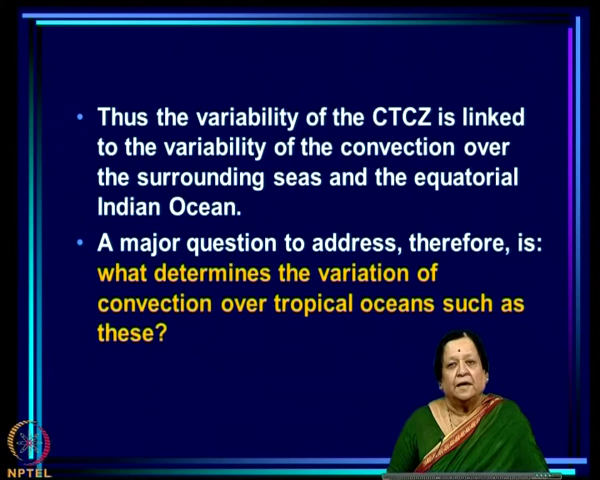 • Thus the variability of the CTCZ is linked
to the variability of the convection over
the surrounding seas and the equatorial
Indian Ocean.
• A major question to address, therefore, is:
what determines the variation of
convection over tropical oceans such as
these?
NPTEL